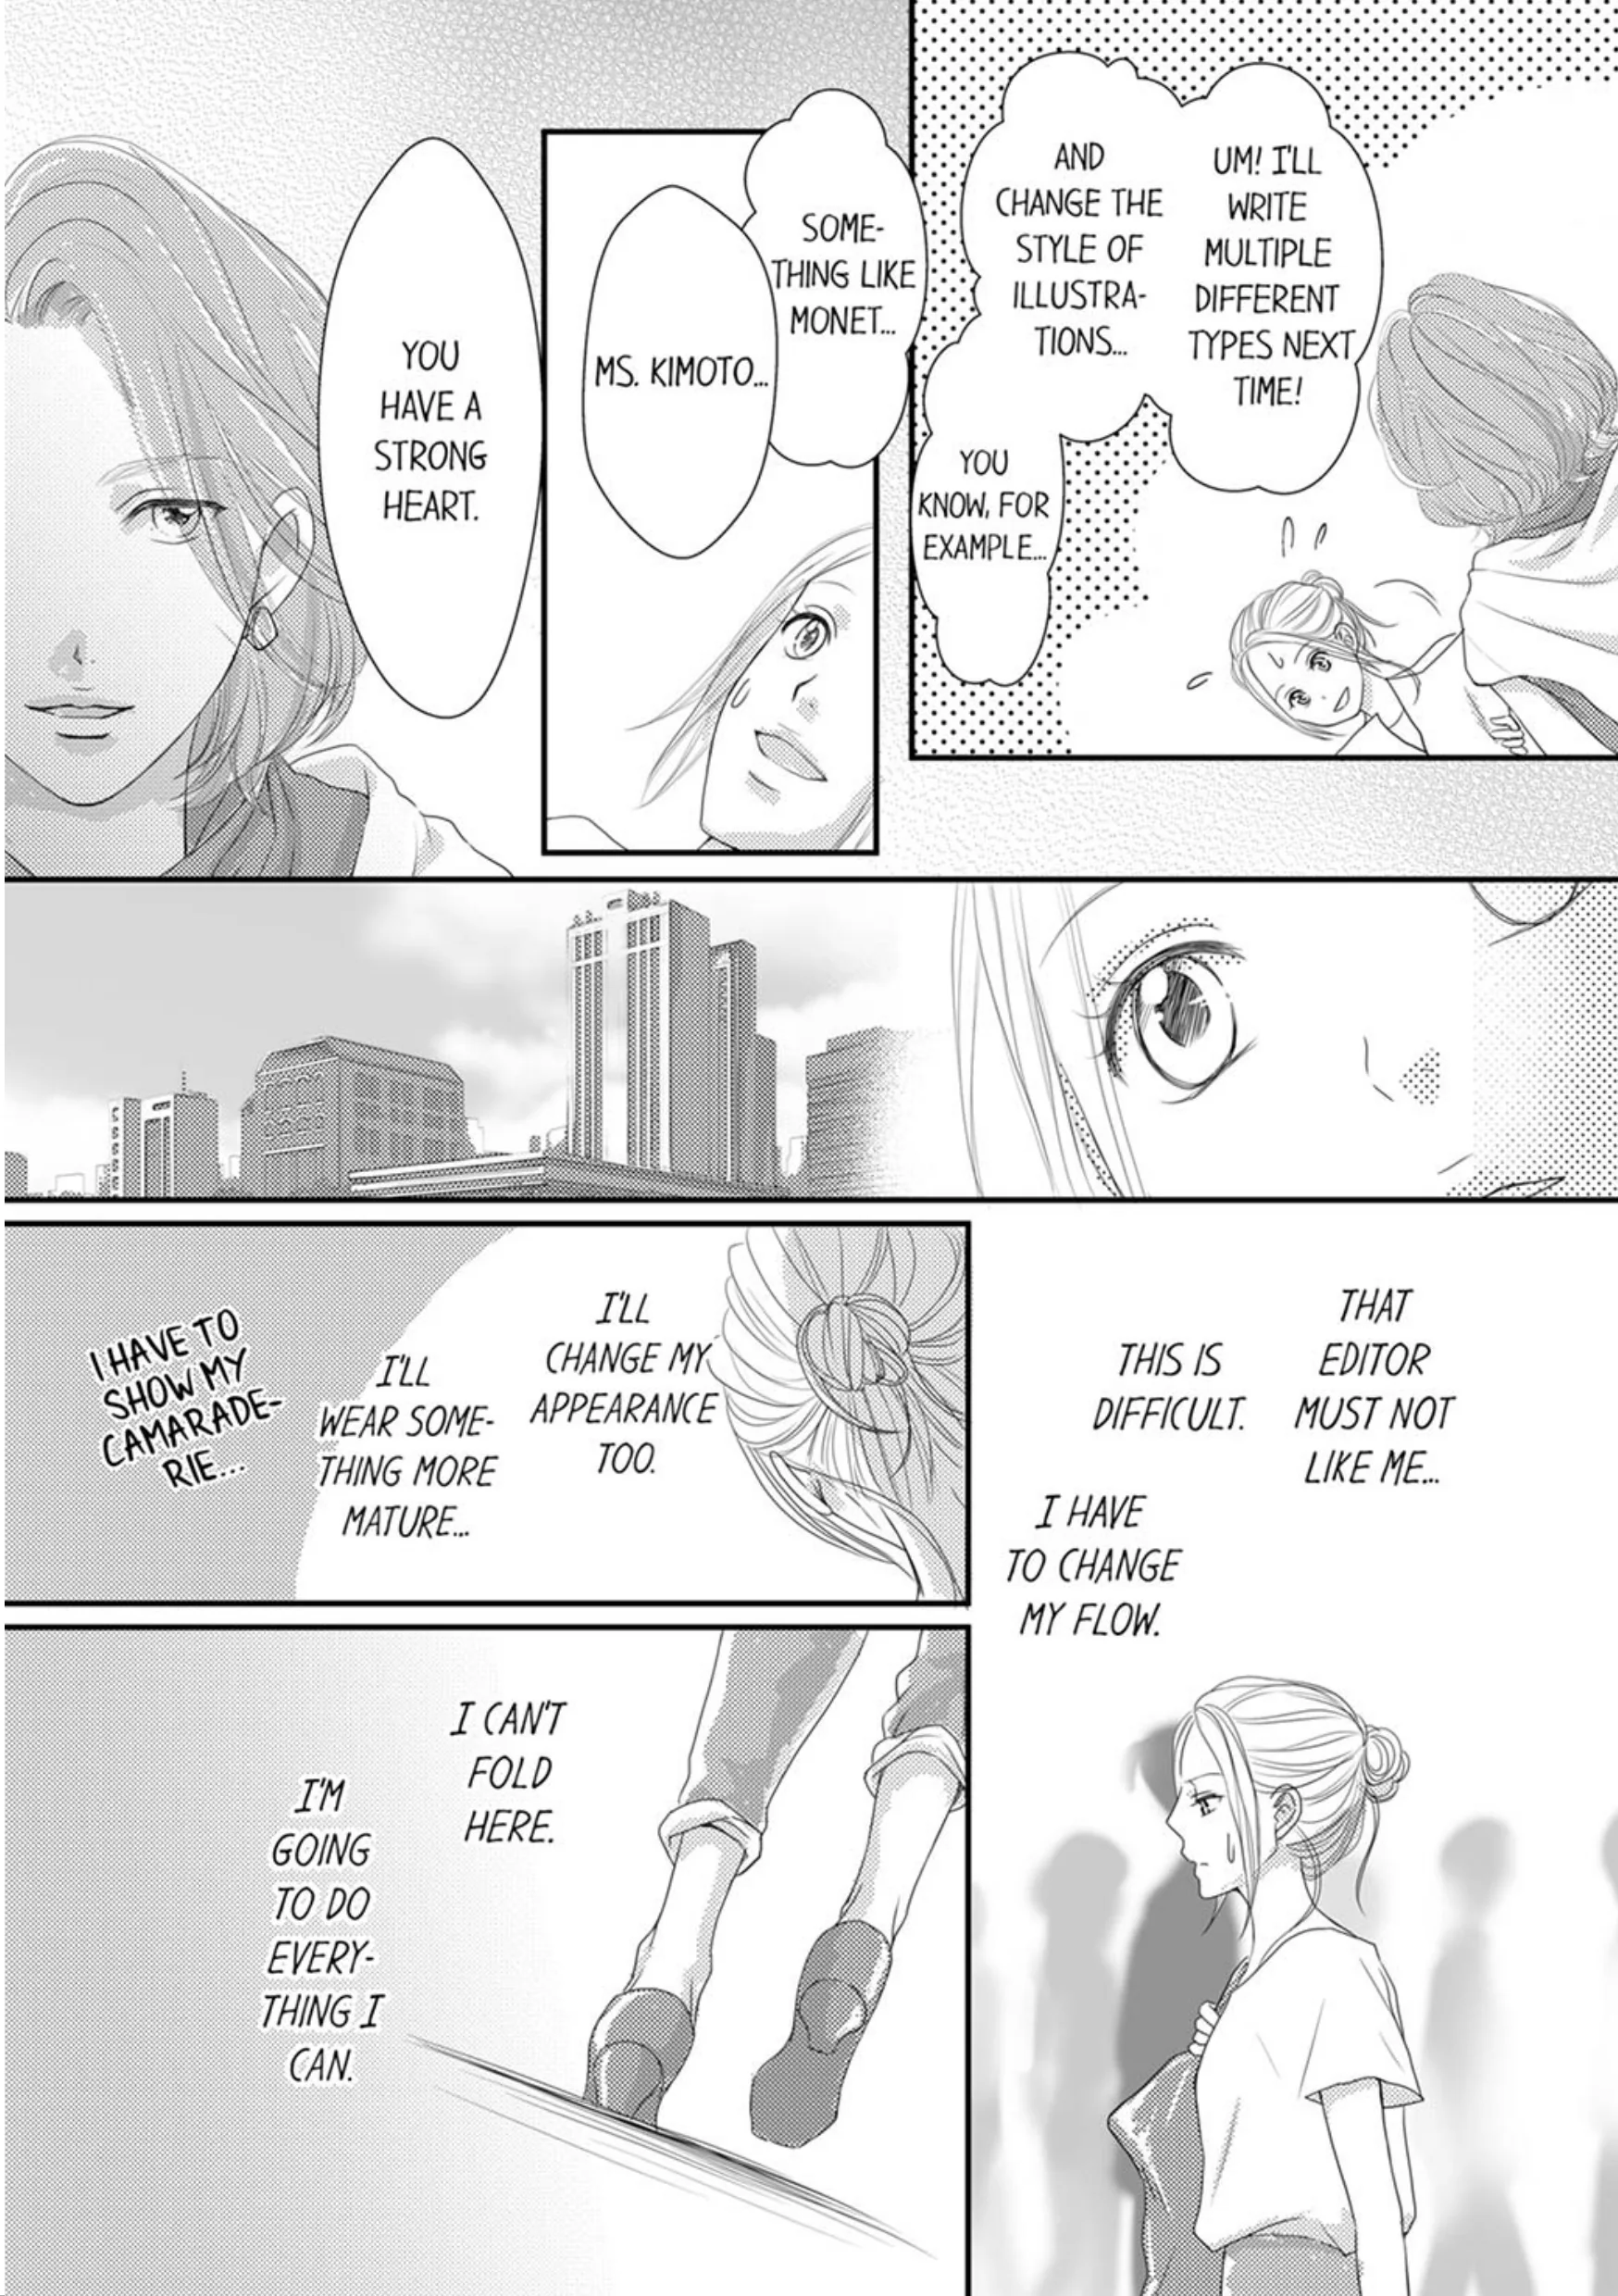 UM! I'LL
WRITE
MULTIPLE
DIFFERENT
TYPES NEXT
TIME!
AND
CHANGE THE
STYLE OF
ILLUSTRA-
TIONS...
YOU
KNOW, FOR
EXAMPLE...
SOME-
THING LIKE
MONET...
MS. KIMOTO...
YOU
HAVE A
STRONG
HEART.
THAT
EDITOR
MUST NOT
LIKE ME...
THIS IS
DIFFICULT.
I HAVE
TO CHANGE
MY FLOW.
I'LL
CHANGE MY
APPEARANCE
TOO.
I'LL
WEAR SOME-
THING MORE
MATURE...
I HAVE TO
SHOW MY
CAMARADE-
RIE...
I CAN'T
FOLD
HERE.
I'M
GOING
TO DO
EVERY-
THING I
CAN.